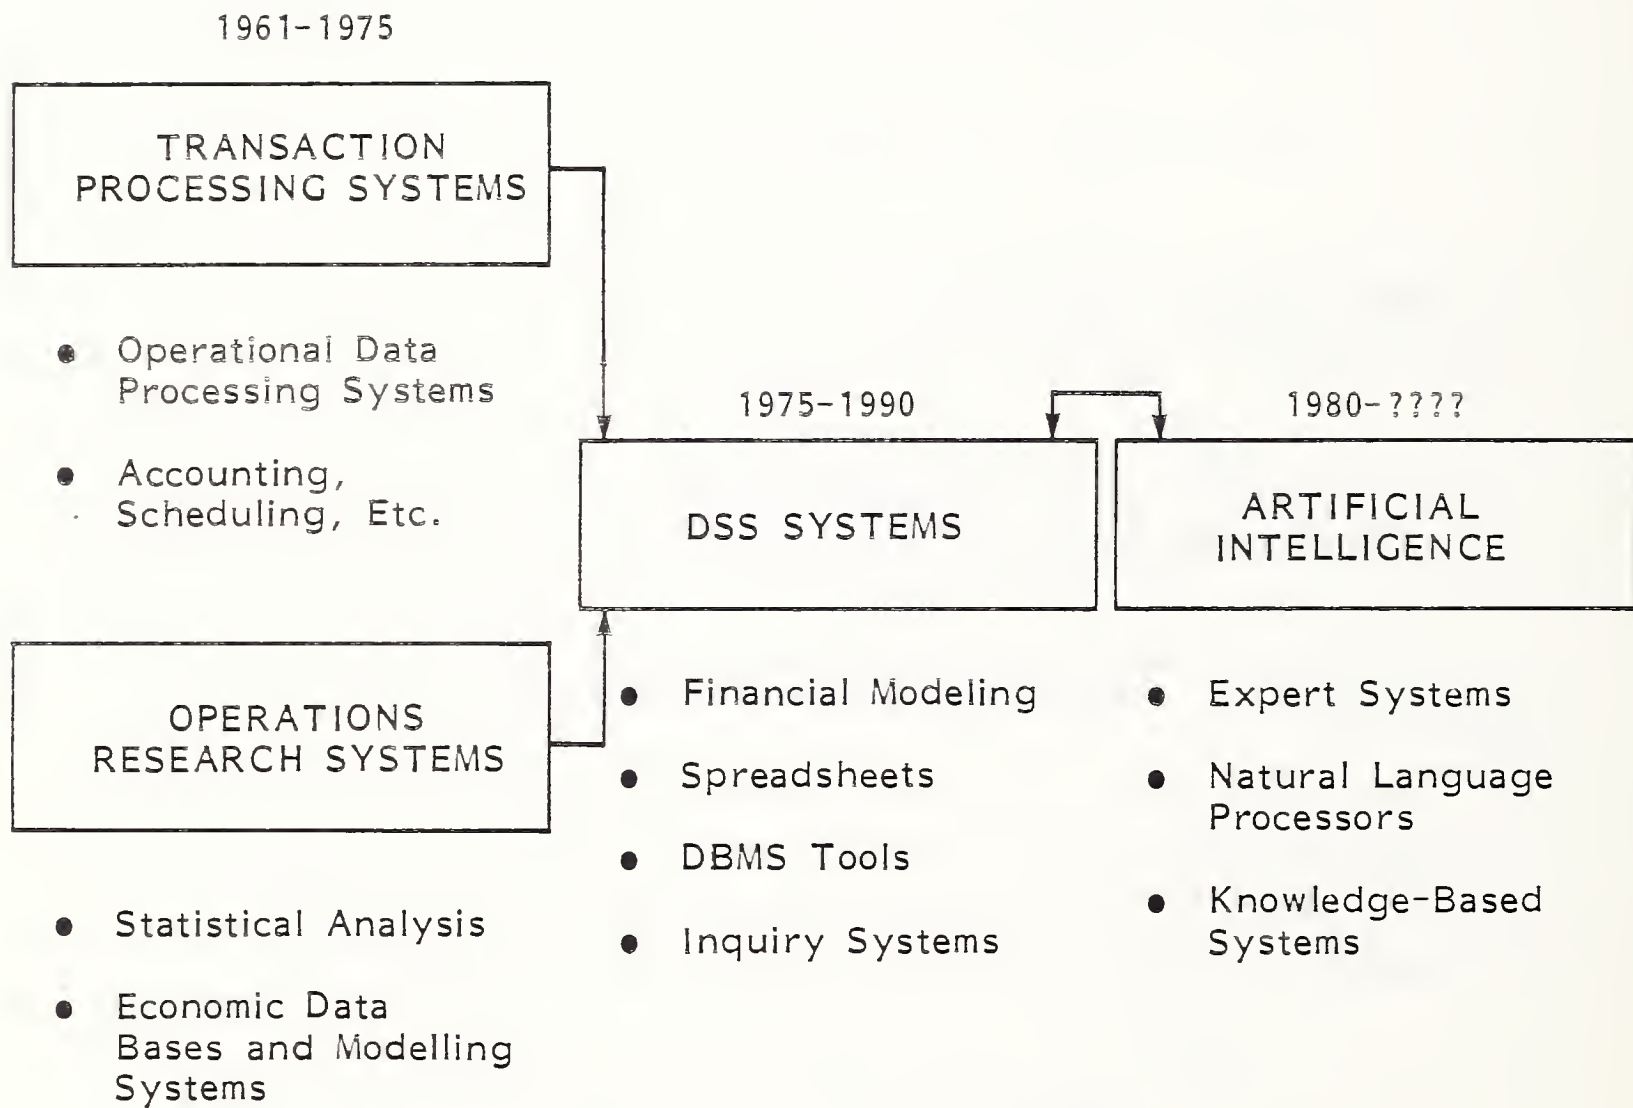 1961-1975
TRANSACTION
PROCESSING SYSTEMS
● Operational Data
Processing Systems
● Accounting,
Scheduling, Etc.
OPERATIONS
RESEARCH SYSTEMS
● Statistical Analysis
● Economic Data
Bases and Modelling
Systems
1975-1990
DSS SYSTEMS
● Financial Modeling
● Spreadsheets
● DBMS Tools
● Inquiry Systems
1980-????
ARTIFICIAL
INTELLIGENCE
● Expert Systems
● Natural Language
Processors
● Knowledge-Based
Systems